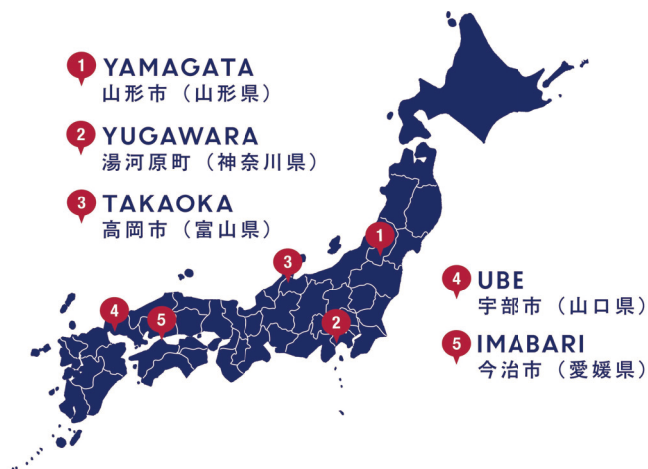 1 YAMAGATA
山形市（山形県）
2 YUGAWARA
湯河原町（神奈川県）
3 TAKAOKA
高岡市（富山県）
1
3
4 UBE
宇部市（山口県）
4
5
2
5 IMABARI
今治市（愛媛県）